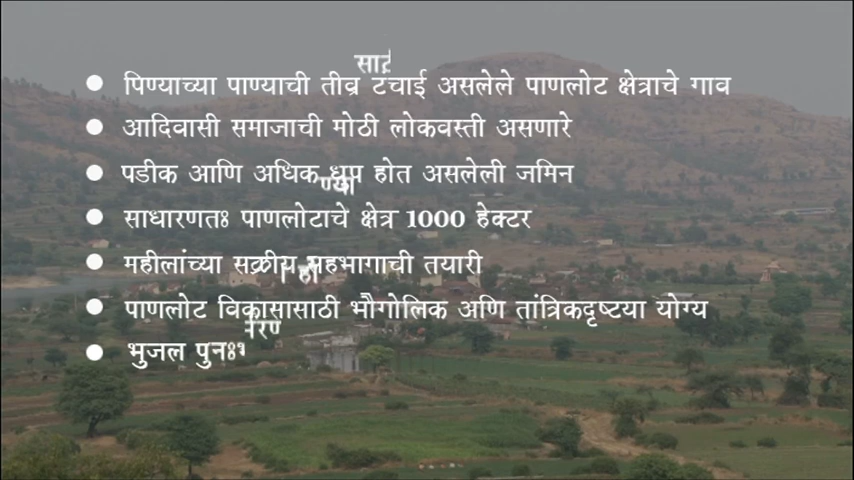 पिण्याच्या पाण्याची तीव्र टंचाई असलेले पाणलोट क्षेत्राचे गाव
आदिवासी समाजाची मोठी लोकवस्ती असणारे
पडीक आणि अधिक धूप होत असलेली जमिन
साधारणतः पाणलोटाचे क्षेत्र 1000 हेक्टर
महीलांच्या सक्रीय सहभागाची तयारी
पाणलोट विकासासाठी भौगोलिक अणि तांत्रिकदृष्टया योग्य
भुजल